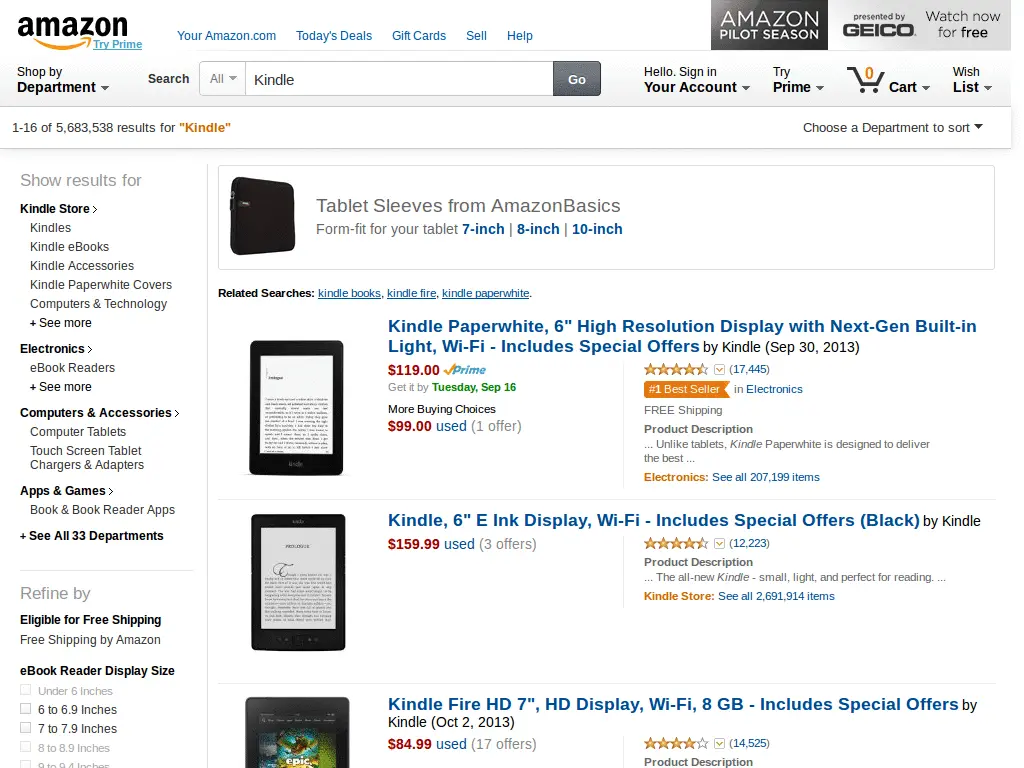 amazon
Try Prime
Your Amazon.com
Today's Deals
Gift Cards
Sell
Help
AMAZON
PILOT SEASON
presented by
GEICO
Watch now
for free
Shop by
Department
Search
All
Kindle
Go
Hello. Sign in
Your Account
Try
Prime
0
Cart
Wish
List
1-16 of 5,683,538 results for "Kindle"
Choose a Department to sort
Show results for
Kindle Store
Kindles
Kindle eBooks
Kindle Accessories
Kindle Paperwhite Covers
Computers & Technology
+ See more
Electronics
eBook Readers
+ See more
Computers & Accessories
Computer Tablets
Touch Screen Tablet
Chargers & Adapters
Apps & Games
Book & Book Reader Apps
+ See All 33 Departments
Refine by
Eligible for Free Shipping
Free Shipping by Amazon
eBook Reader Display Size
Under 6 Inches
6 to 6.9 Inches
7 to 7.9 Inches
8 to 8.9 Inches
9 to 9.4 Inches
Tablet Sleeves from AmazonBasics
Form-fit for your tablet 7-inch | 8-inch | 10-inch
Related Searches: kindle books, kindle fire, kindle paperwhite.
Kindle Paperwhite, 6" High Resolution Display with Next-Gen Built-in
Light, Wi-Fi - Includes Special Offers by Kindle (Sep 30, 2013)
$119.00 Prime
Get it by Tuesday, Sep 16
More Buying Choices
$99.00 used (1 offer)
(17,445)
#1 Best Seller in Electronics
FREE Shipping
Product Description
... Unlike tablets, Kindle Paperwhite is designed to deliver
the best ...
Electronics: See all 207,199 items
kindle
Kindle, 6" E Ink Display, Wi-Fi - Includes Special Offers (Black) by Kindle
$159.99 used (3 offers)
(12,223)
Product Description
... The all-new Kindle - small, light, and perfect for reading. ...
Kindle Store: See all 2,691,914 items
kindle
PROLOGUE
Kindle Fire HD 7", HD Display, Wi-Fi, 8 GB - Includes Special Offers by
Kindle (Oct 2, 2013)
$84.99 used (17 offers)
(14,525)
Product Description
epic